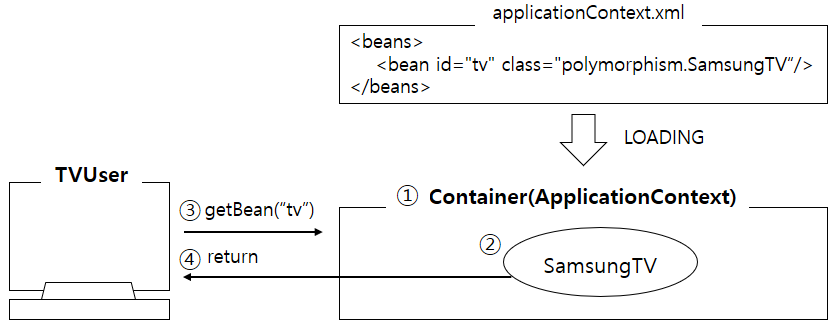 applicationContext.xml
<beans>
<bean id="tv" class="polymorphism.SamsungTV“/>
</beans>
LOADING
TVUser
① Container(ApplicationContext)
③ getBean(“tv”)
② SamsungTV
④ return